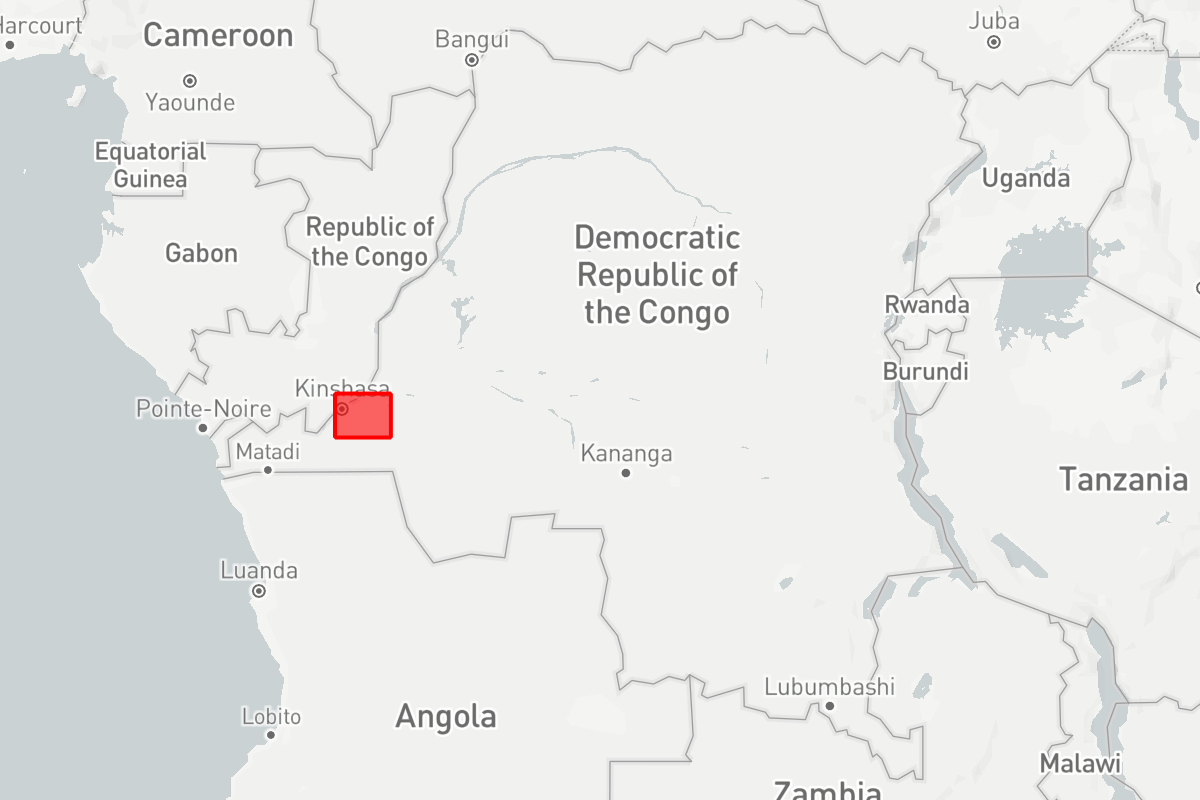 Harcourt
Cameroon
Bangui
Juba
Yaounde
Equatorial
Guinea
Uganda
Republic of
the Congo
Gabon
Democratic
Republic of
the Congo
Rwanda
Burundi
Kinshasa
Pointe-Noire
Matadi
Kananga
Tanzania
Luanda
Lubumbashi
Lobito
Angola
Malawi
Zambia